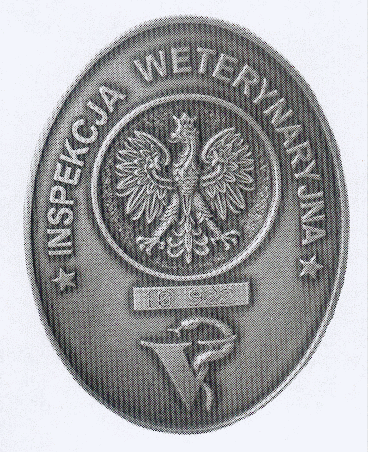 ★ INSPEKCJA WETERYNARYJNA ★
V